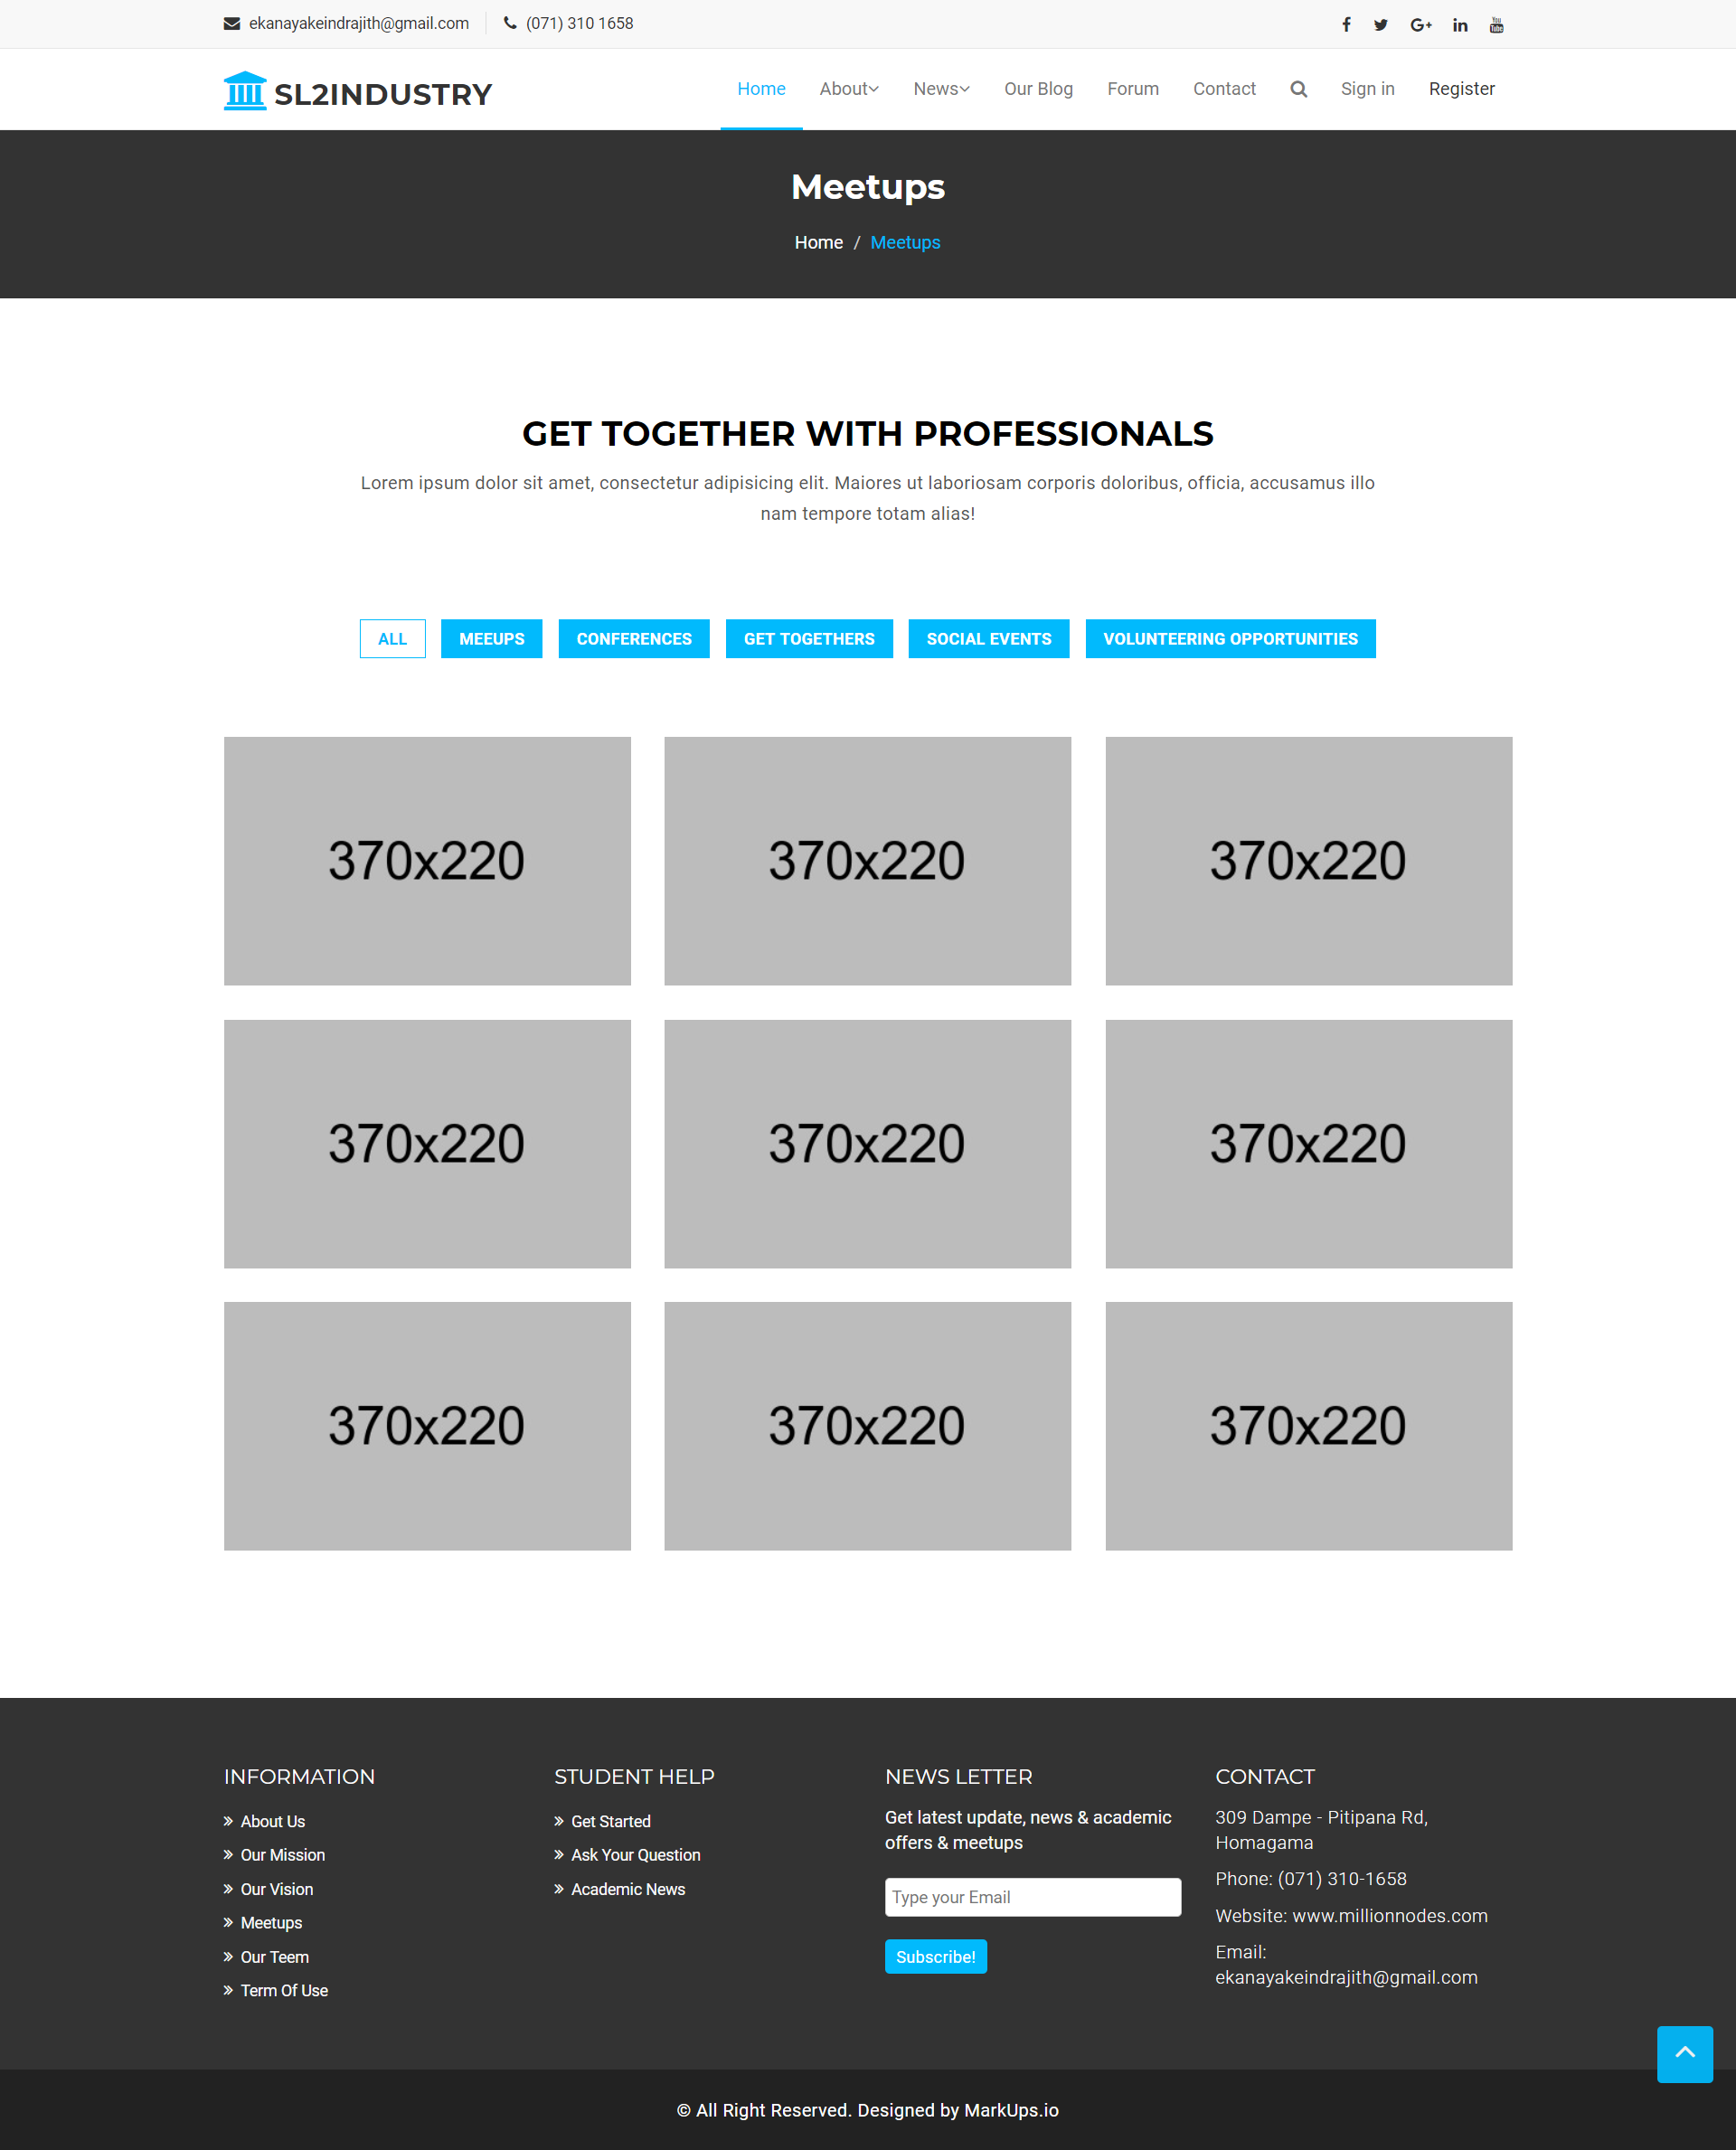 ekanayakeindrajith@gmail.com (071) 310 1658
SL2INDUSTRY
Home About News Our Blog Forum Contact Sign in Register
Meetups
Home / Meetups
GET TOGETHER WITH PROFESSIONALS
Lorem ipsum dolor sit amet, consectetur adipisicing elit. Maiores ut laboriosam corporis doloribus, officia, accusamus illo
nam tempore totam alias!
ALL MEEUPS CONFERENCES GET TOGETHERS SOCIAL EVENTS VOLUNTEERING OPPORTUNITIES
370x220 370x220 370x220
370x220 370x220 370x220
370x220 370x220 370x220
INFORMATION
» About Us
» Our Mission
» Our Vision
» Meetups
» Our Teem
» Term Of Use
STUDENT HELP
» Get Started
» Ask Your Question
» Academic News
NEWS LETTER
Get latest update, news & academic
offers & meetups
Type your Email
Subscribe!
CONTACT
309 Dampe - Pitipana Rd,
Homagama
Phone: (071) 310-1658
Website: www.millionnodes.com
Email:
ekanayakeindrajith@gmail.com
© All Right Reserved. Designed by MarkUps.io